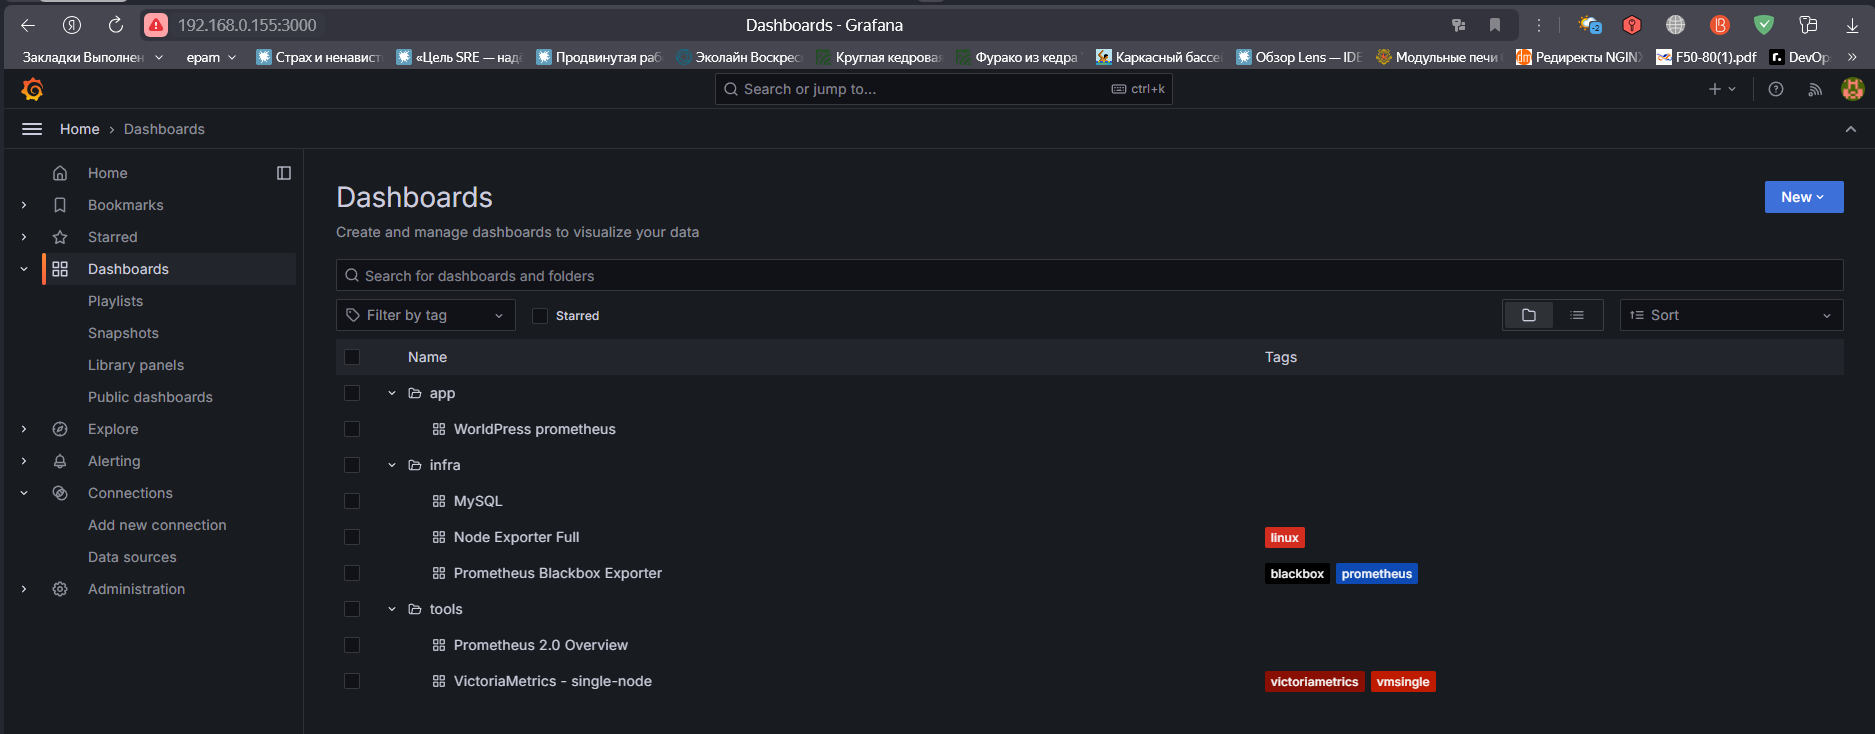 192.168.0.155:3000 Dashboards - Grafana
Закладки Выполнен epam Страх и ненавист «Цель SRE — над Продвинутая раб Эколайн Воскрес Круглая кедровая Фурако из кедра Каркасный бассе Обзор Lens — IDE Модульные печи Редиректы NGIN F50-80(1).pdf DevOp
Search or jump to... ctrl+k
Home Dashboards
Home
Bookmarks
Starred
Dashboards
Playlists
Snapshots
Library panels
Public dashboards
Explore
Alerting
Connections
Add new connection
Data sources
Administration
Dashboards
New
Create and manage dashboards to visualize your data
Search for dashboards and folders
Filter by tag Starred Sort
Name Tags
app
WorldPress prometheus
infra
MySQL
Node Exporter Full linux
Prometheus Blackbox Exporter blackbox prometheus
tools
Prometheus 2.0 Overview
VictoriaMetrics - single-node victoriametrics vmsingle